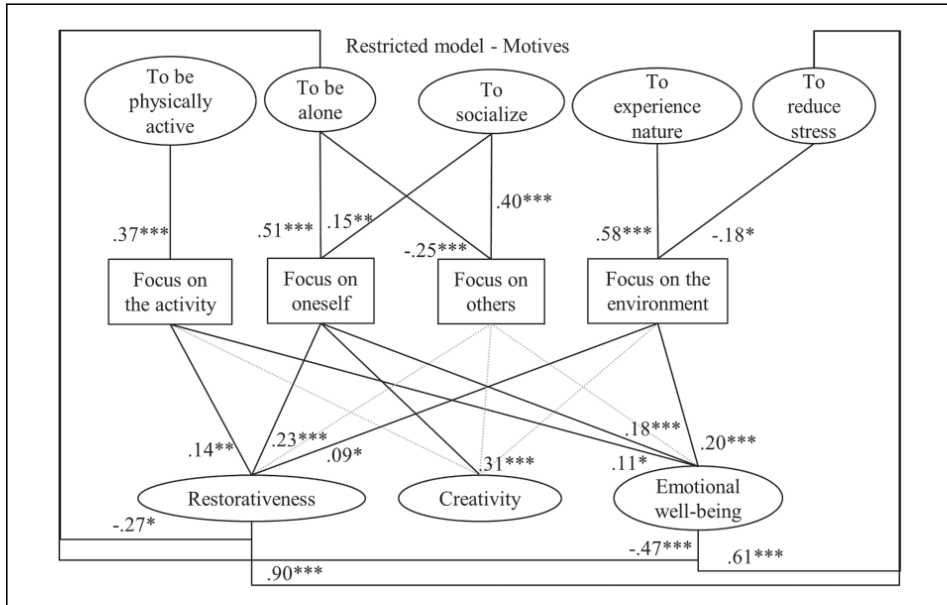 Restricted model - Motives
To be
physically
active
To be
alone
To
socialize
To
experience
nature
To
reduce
stress
.37***
.51***
.15**
.40***
-.25***
.58***
-.18*
Focus on
the activity
Focus on
oneself
Focus on
others
Focus on the
environment
.14**
.23***
.09*
.31***
.18***
.11*
.20***
Restorativeness
Creativity
Emotional
well-being
-.27*
-.47***
.61***
.90***